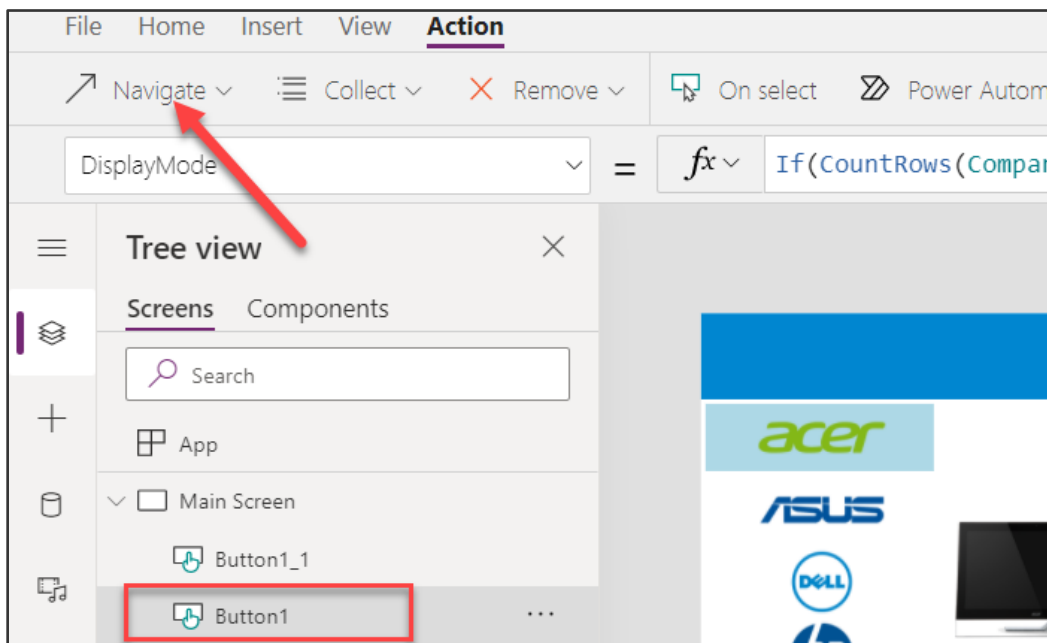 File Home Insert View Action
Navigate Collect Remove On select Power Autom
DisplayMode = fx If(CountRows(Compar
Tree view
Screens Components
Search
App
Main Screen
Button1_1
Button1
acer
ASUS
DELL